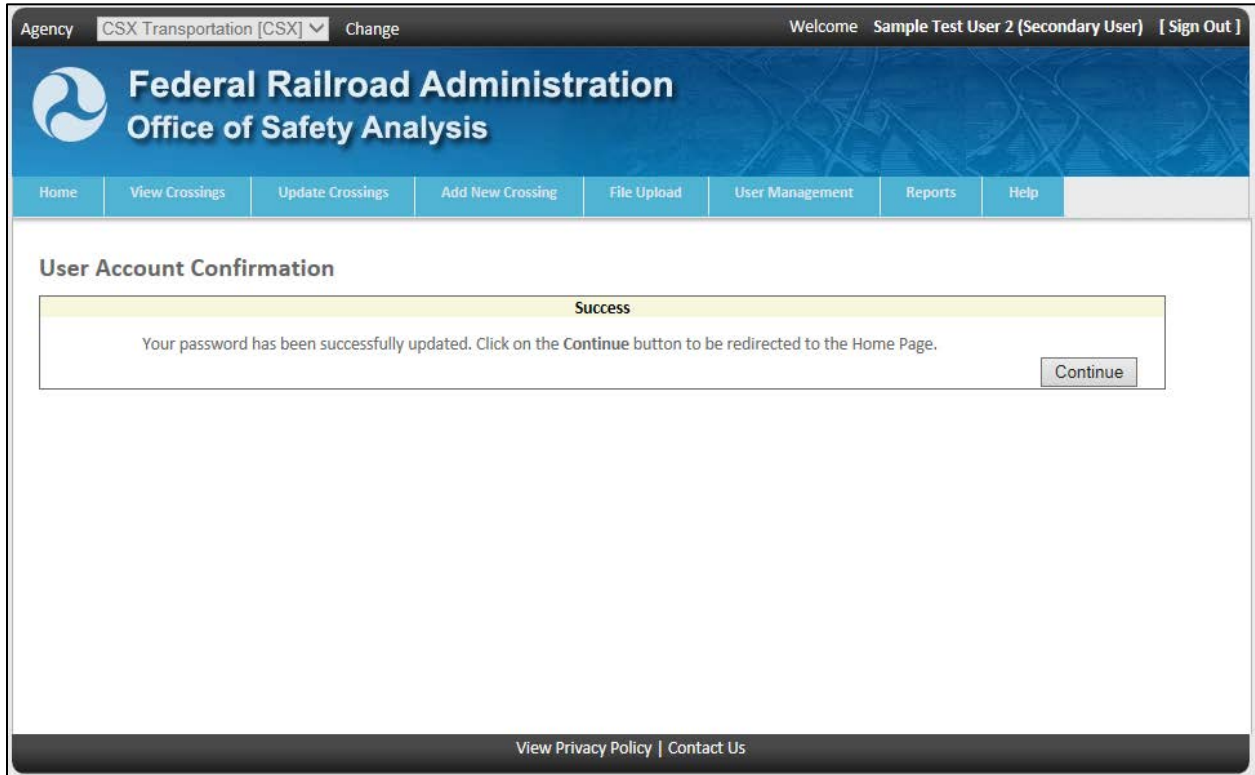 Agency CSX Transportation [CSX] Change Welcome Sample Test User 2 (Secondary User) [ Sign Out ]
Federal Railroad Administration
Office of Safety Analysis
Home View Crossings Update Crossings Add New Crossing File Upload User Management Reports Help
User Account Confirmation
Success
Your password has been successfully updated. Click on the Continue button to be redirected to the Home Page.
Continue
View Privacy Policy | Contact Us